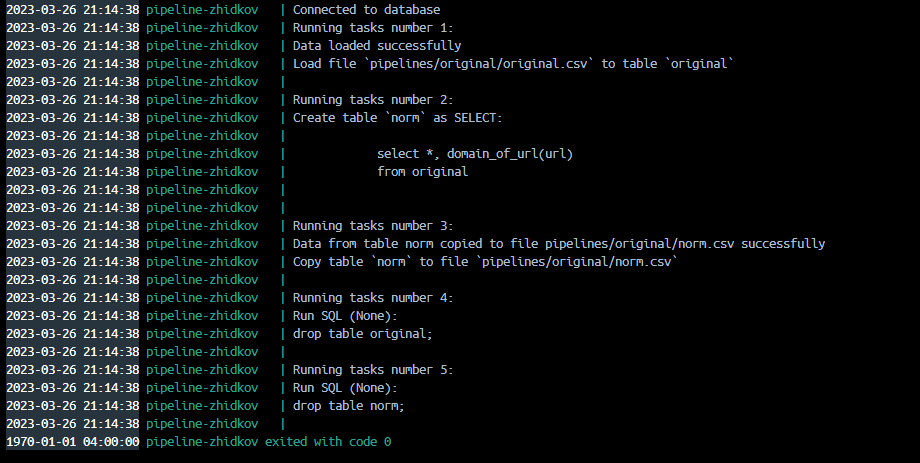 2023-03-26 21:14:38 pipeline-zhidkov | Connected to database
2023-03-26 21:14:38 pipeline-zhidkov | Running tasks number 1:
2023-03-26 21:14:38 pipeline-zhidkov | Data loaded successfully
2023-03-26 21:14:38 pipeline-zhidkov | Load file `pipelines/original/original.csv` to table `original`
2023-03-26 21:14:38 pipeline-zhidkov |
2023-03-26 21:14:38 pipeline-zhidkov | Running tasks number 2:
2023-03-26 21:14:38 pipeline-zhidkov | Create table `norm` as SELECT:
2023-03-26 21:14:38 pipeline-zhidkov |
2023-03-26 21:14:38 pipeline-zhidkov |             select *, domain_of_url(url)
2023-03-26 21:14:38 pipeline-zhidkov |             from original
2023-03-26 21:14:38 pipeline-zhidkov |
2023-03-26 21:14:38 pipeline-zhidkov |
2023-03-26 21:14:38 pipeline-zhidkov | Running tasks number 3:
2023-03-26 21:14:38 pipeline-zhidkov | Data from table norm copied to file pipelines/original/norm.csv successfully
2023-03-26 21:14:38 pipeline-zhidkov | Copy table `norm` to file `pipelines/original/norm.csv`
2023-03-26 21:14:38 pipeline-zhidkov |
2023-03-26 21:14:38 pipeline-zhidkov | Running tasks number 4:
2023-03-26 21:14:38 pipeline-zhidkov | Run SQL (None):
2023-03-26 21:14:38 pipeline-zhidkov | drop table original;
2023-03-26 21:14:38 pipeline-zhidkov |
2023-03-26 21:14:38 pipeline-zhidkov | Running tasks number 5:
2023-03-26 21:14:38 pipeline-zhidkov | Run SQL (None):
2023-03-26 21:14:38 pipeline-zhidkov | drop table norm;
2023-03-26 21:14:38 pipeline-zhidkov |
1970-01-01 04:00:00 pipeline-zhidkov exited with code 0